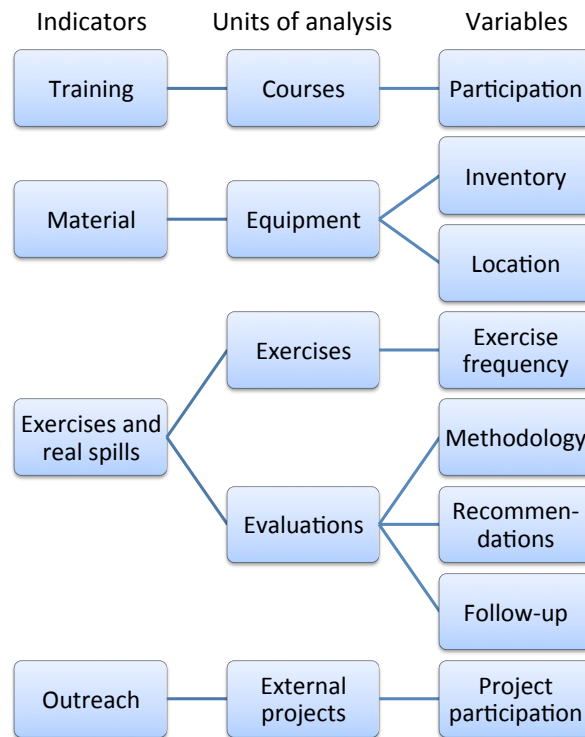 Indicators Units of analysis Variables
Training Courses Participation
Inventory
Material Equipment
Location
Exercises Exercise
frequency
Exercises and
real spills
Methodology
Evaluations Recommen-
dations
Follow-up
Outreach External
projects Project
participation